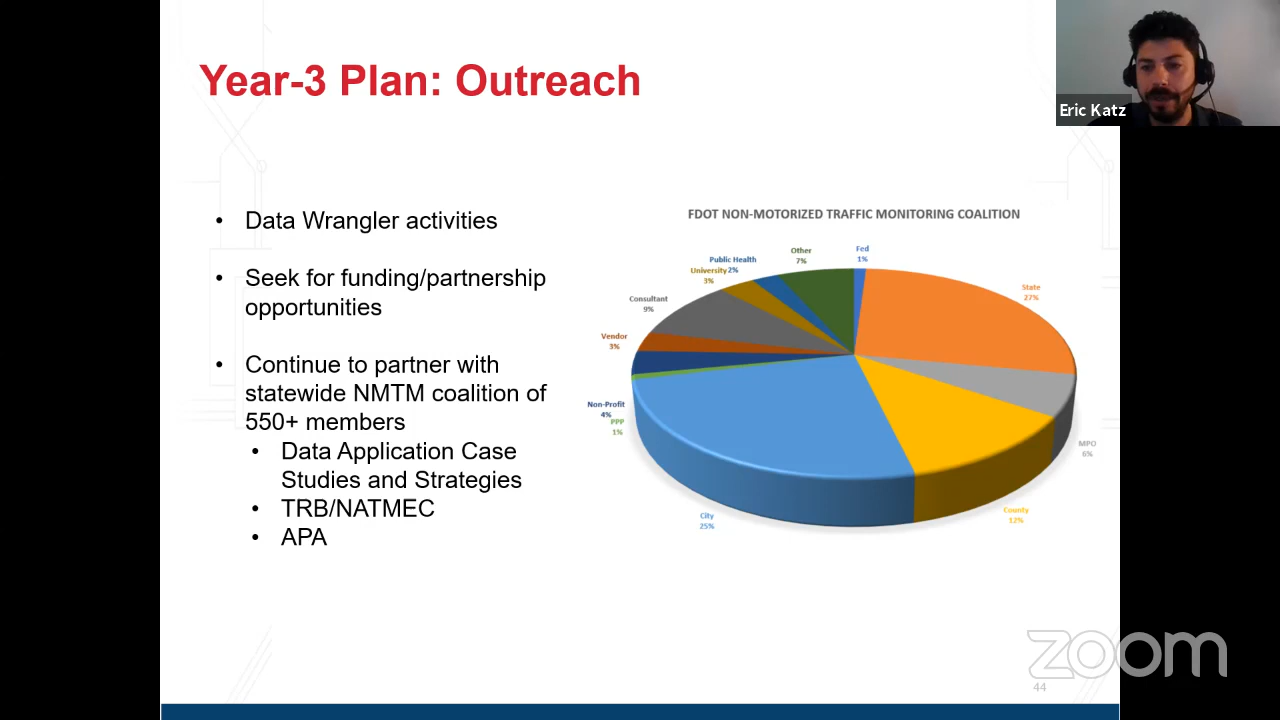 Year-3 Plan: Outreach
Eric Katz
• Data Wrangler activities
• Seek for funding/partnership
opportunities
• Continue to partner with
statewide NMTM coalition of
550+ members
• Data Application Case
Studies and Strategies
• TRB/NATMEC
• APA
FDOT NON-MOTORIZED TRAFFIC MONITORING COALITION
Fed
1%
State
27%
MPO
6%
County
12%
City
25%
PPP
1%
Non-Profit
4%
Vendor
3%
Consultant
9%
University
3%
Public Health
2%
Other
7%
zoom
44